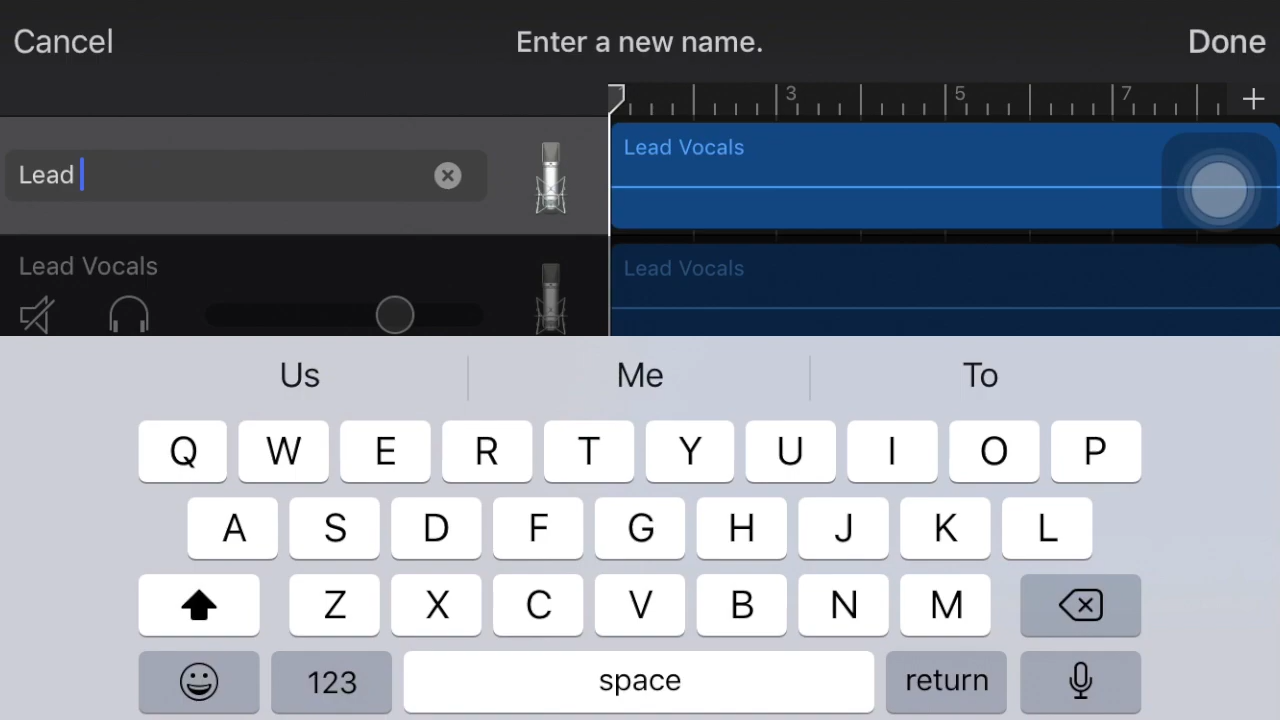 Cancel Enter a new name. Done
3 5 7
Lead Vocals
Lead
Lead Vocals Lead Vocals
Us Me To
Q W E R T Y U I O P
A S D F G H J K L
Z X C V B N M
123 space return